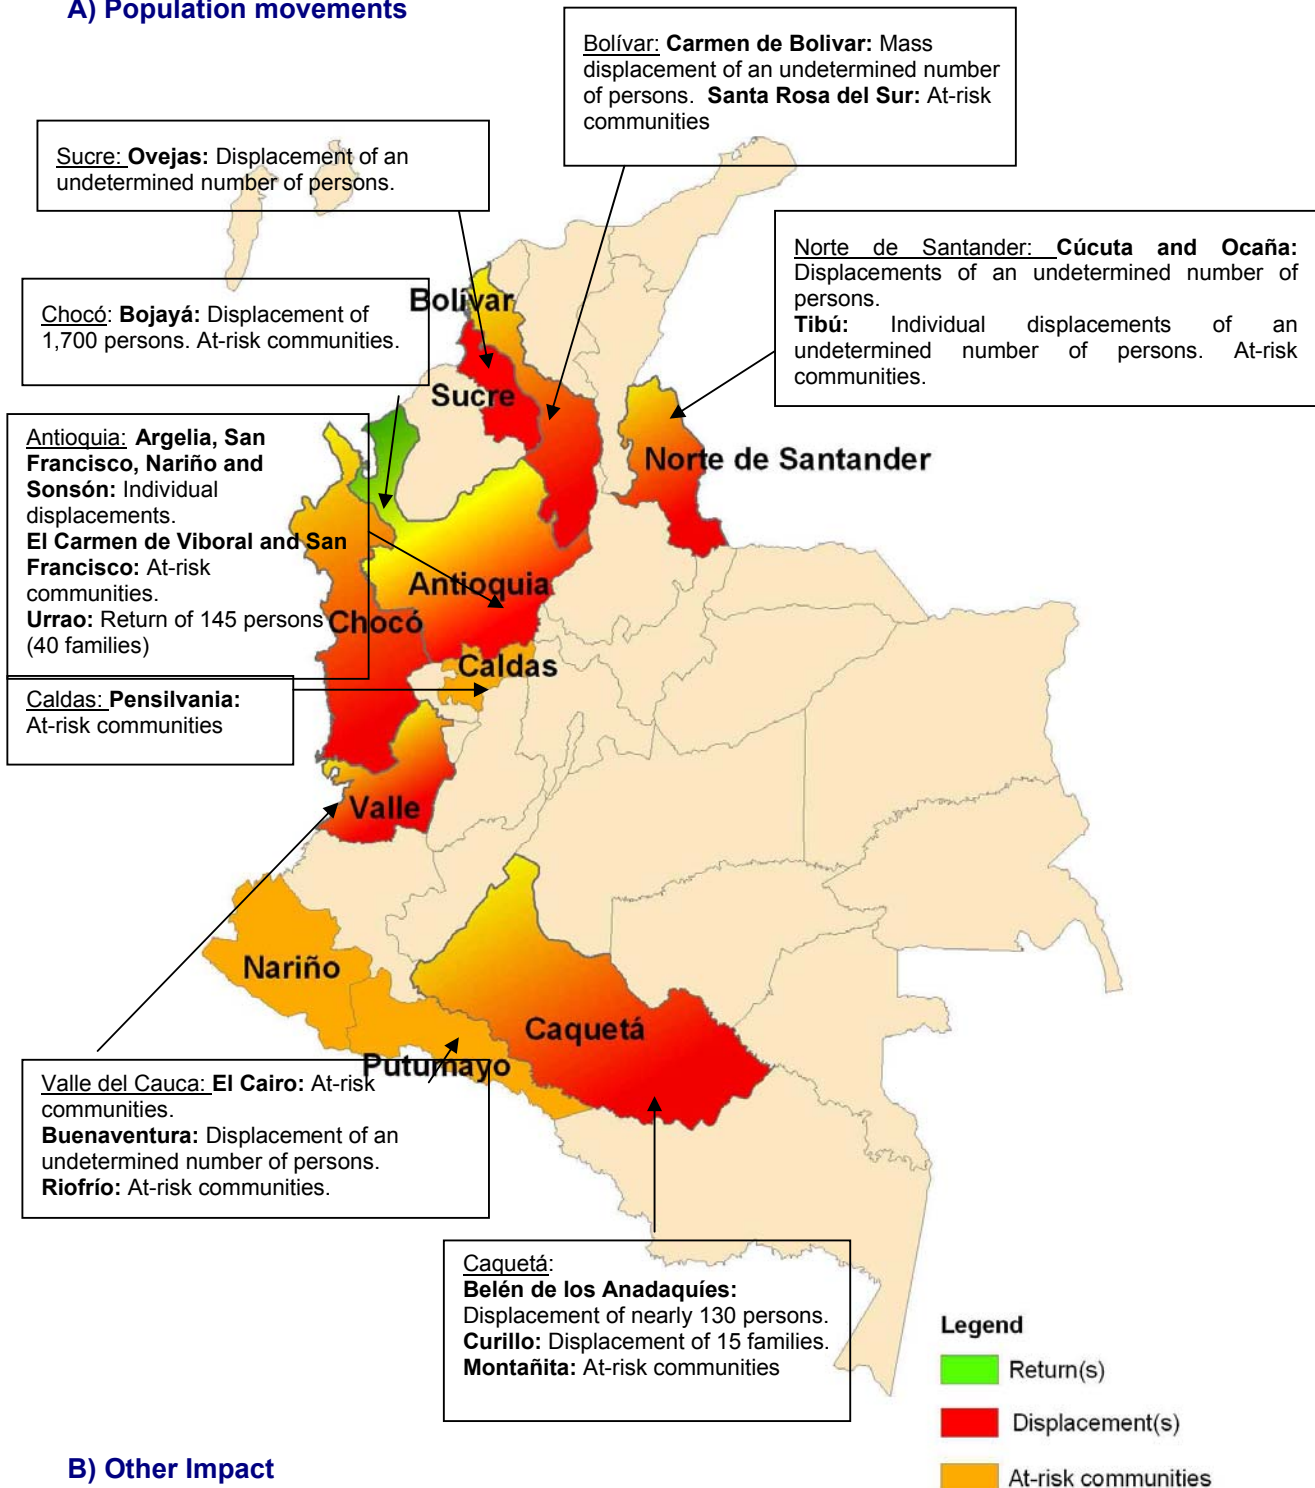 A) Population movements
Bolívar: Carmen de Bolivar: Mass
displacement of an undetermined number
of persons. Santa Rosa del Sur: At-risk
communities
Sucre: Ovejas: Displacement of an
undetermined number of persons.
Norte de Santander: Cúcuta and Ocaña:
Displacements of an undetermined number of
persons.
Tibú: Individual displacements of an
undetermined number of persons. At-risk
communities.
Chocó: Bojayá: Displacement of
1,700 persons. At-risk communities.
Antioquia: Argelia, San
Francisco, Nariño and
Sonsón: Individual
displacements.
El Carmen de Viboral and San
Francisco: At-risk
communities.
Urrao: Return of 145 persons
(40 families)
Caldas: Pensilvania:
At-risk communities
Bolívar
Sucre
Norte de Santander
Antioquia
Chocó
Caldas
Valle
Nariño
Caquetá
Putumayo
Valle del Cauca: El Cairo: At-risk
communities.
Buenaventura: Displacement of an
undetermined number of persons.
Riofrío: At-risk communities.
Caquetá:
Belén de los Anadaquíes:
Displacement of nearly 130 persons.
Curillo: Displacement of 15 families.
Montañita: At-risk communities
Legend
Return(s)
Displacement(s)
At-risk communities
B) Other Impact